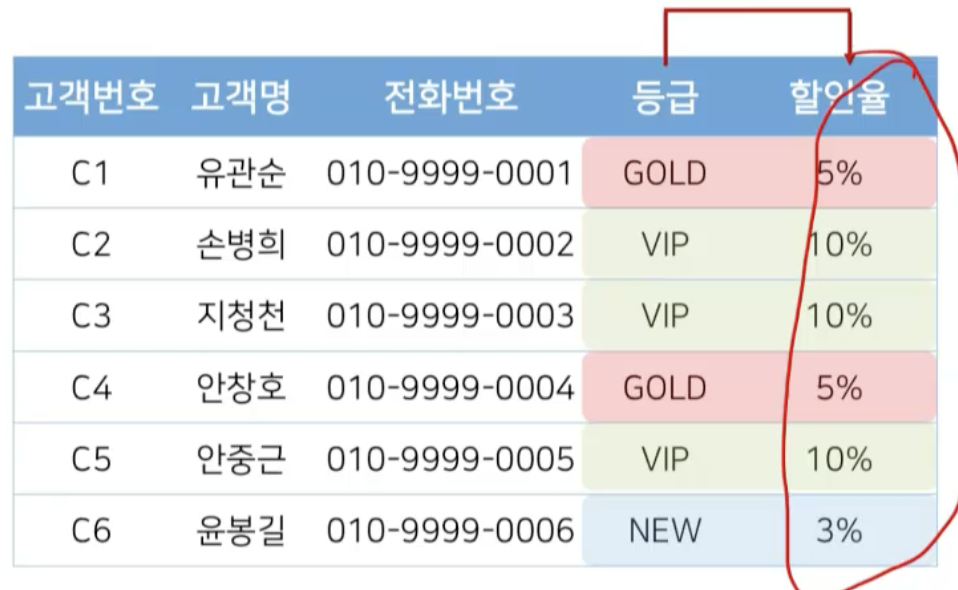 고객번호 고객명 전화번호 등급 할인율
C1 유관순 010-9999-0001 GOLD 5%
C2 손병희 010-9999-0002 VIP 10%
C3 지청천 010-9999-0003 VIP 10%
C4 안창호 010-9999-0004 GOLD 5%
C5 안중근 010-9999-0005 VIP 10%
C6 윤봉길 010-9999-0006 NEW 3%